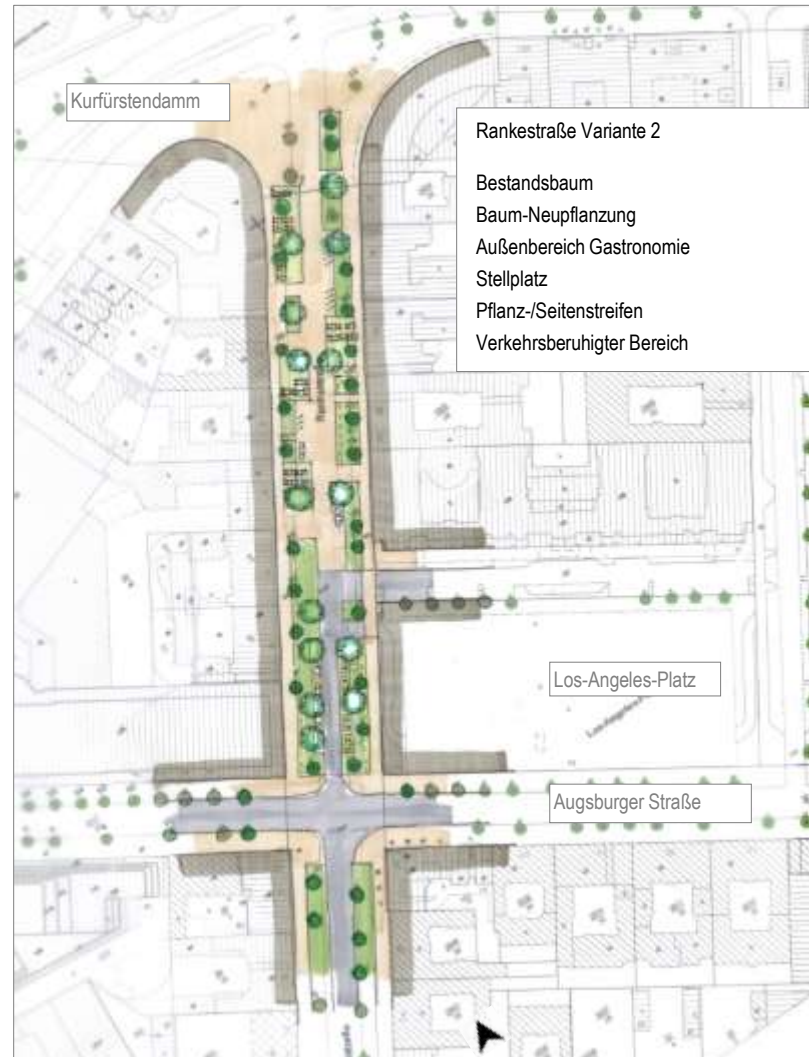 Kurfürstendamm
Rankestraße Variante 2
Bestandsbaum
Baum-Neupflanzung
Außenbereich Gastronomie
Stellplatz
Pflanz-/Seitenstreifen
Verkehrsberuhigter Bereich
Los-Angeles-Platz
Augsburger Straße